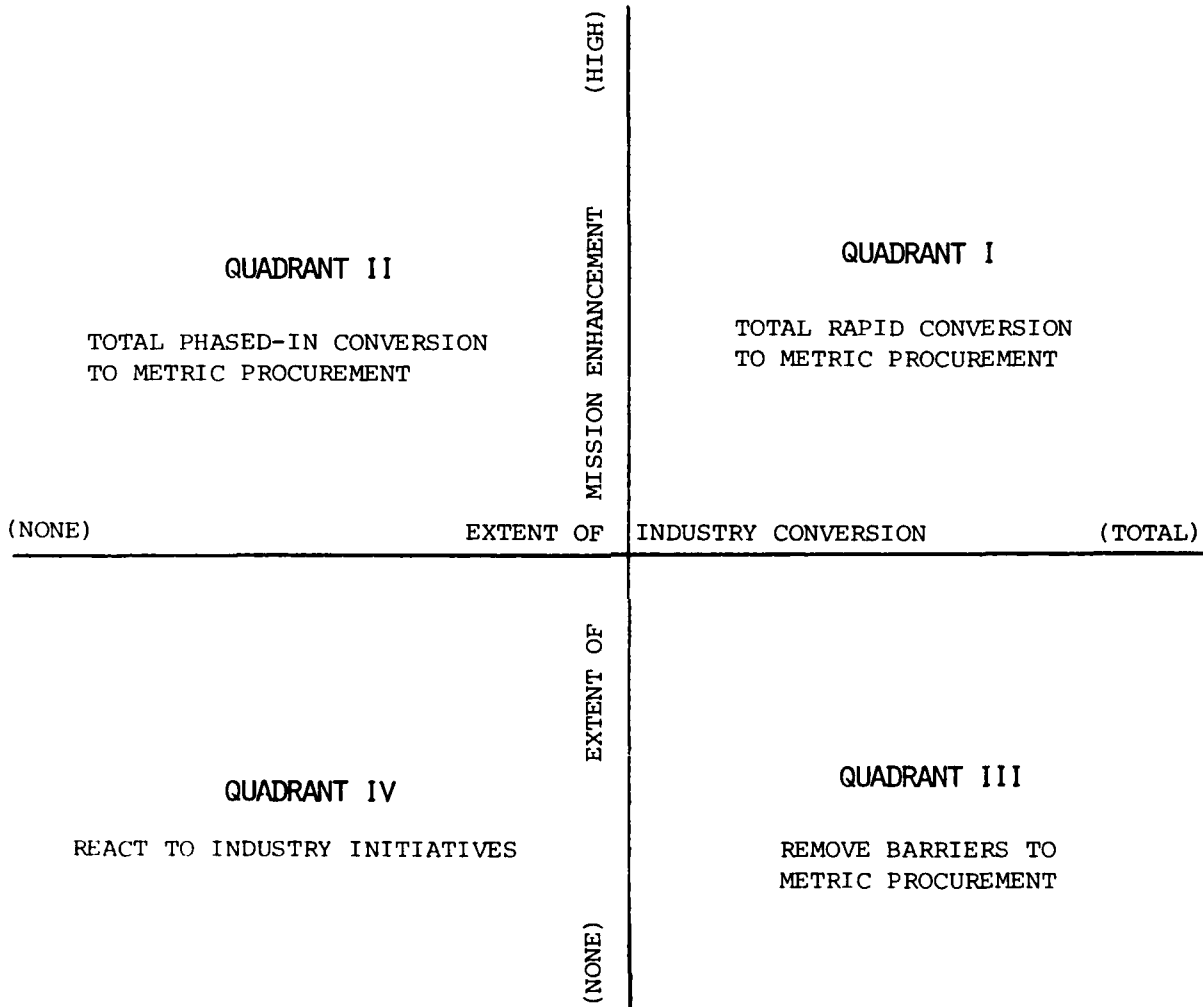 (HIGH)
EXTENT OF MISSION ENHANCEMENT
QUADRANT II
TOTAL PHASED-IN CONVERSION
TO METRIC PROCUREMENT
QUADRANT I
TOTAL RAPID CONVERSION
TO METRIC PROCUREMENT
(NONE) EXTENT OF INDUSTRY CONVERSION (TOTAL)
QUADRANT IV
REACT TO INDUSTRY INITIATIVES
QUADRANT III
REMOVE BARRIERS TO
METRIC PROCUREMENT
(NONE)